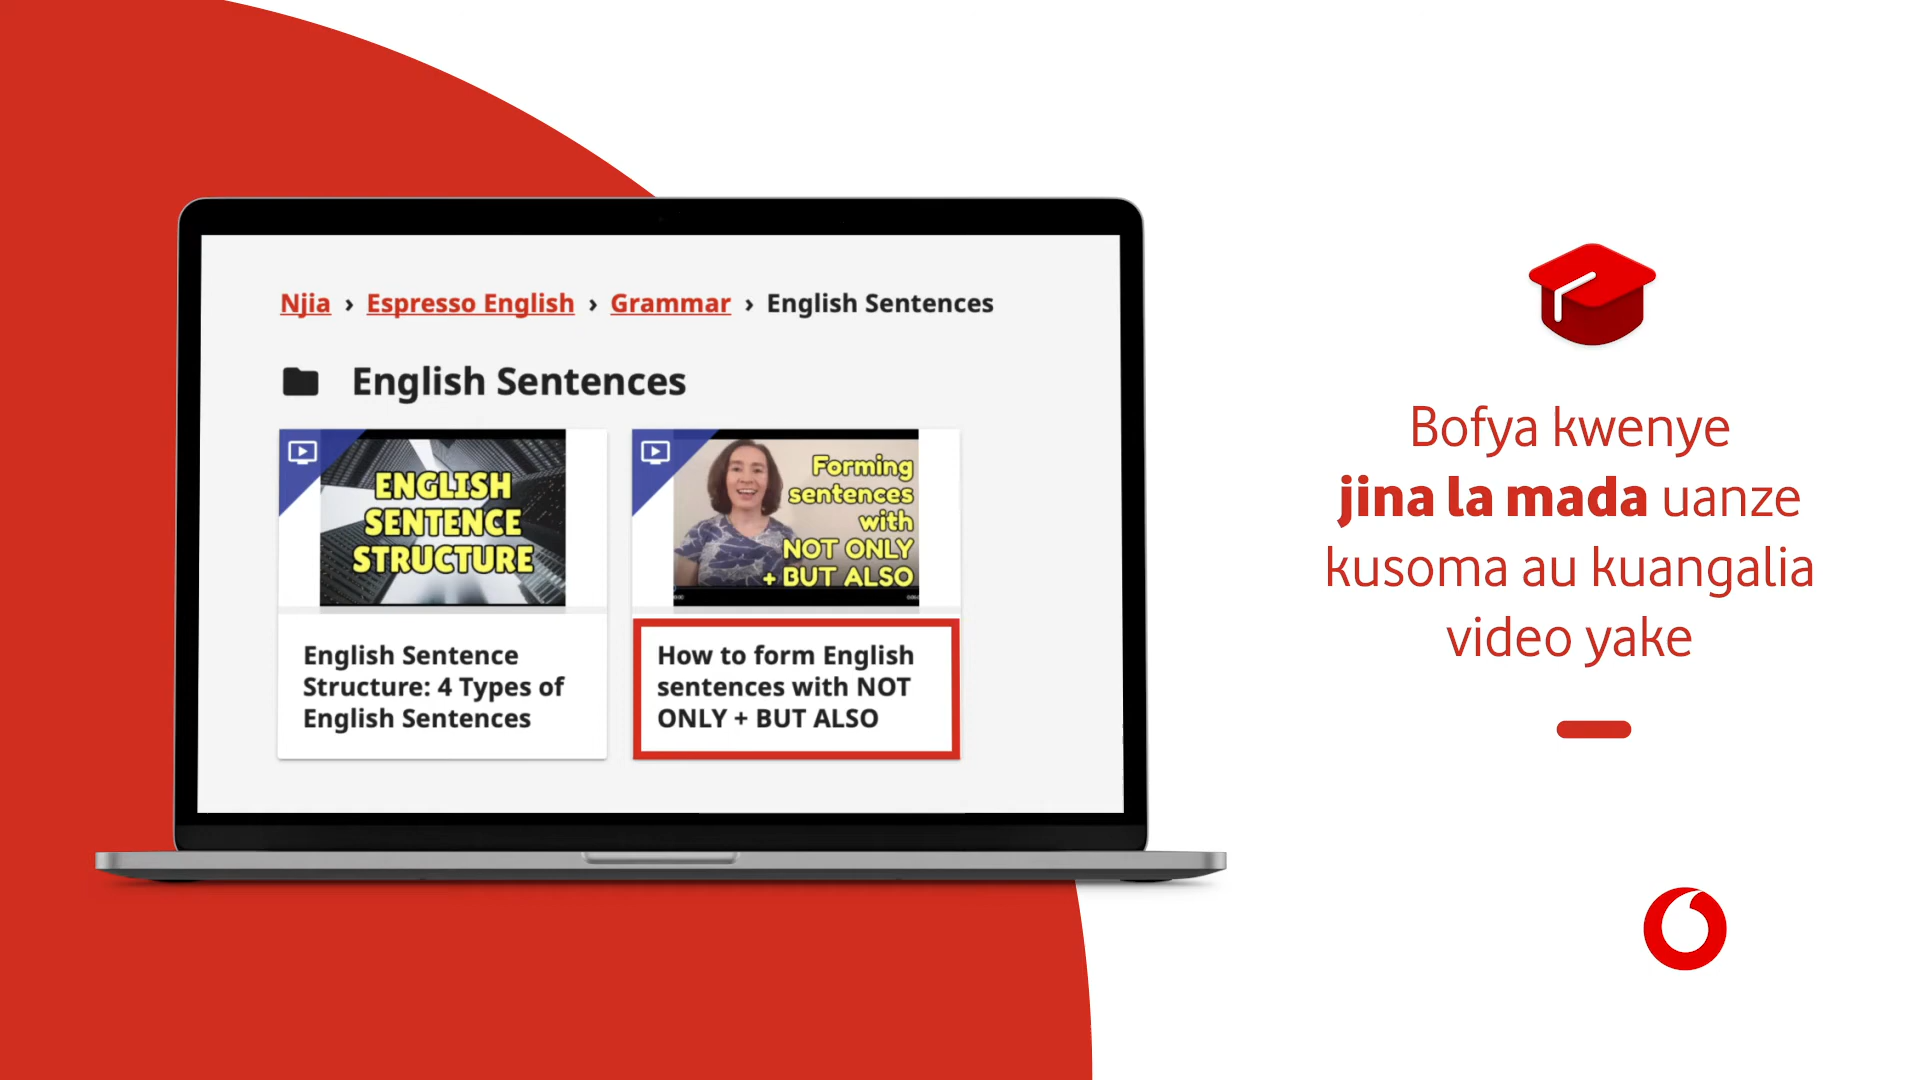 Njia › Espresso English › Grammar › English Sentences
English Sentences
ENGLISH
SENTENCE
STRUCTURE
Forming
sentences
with
NOT ONLY
+ BUT ALSO
English Sentence
Structure: 4 Types of
English Sentences
How to form English
sentences with NOT
ONLY + BUT ALSO
Bofya kwenye
jina la mada uanze
kusoma au kuangalia
video yake